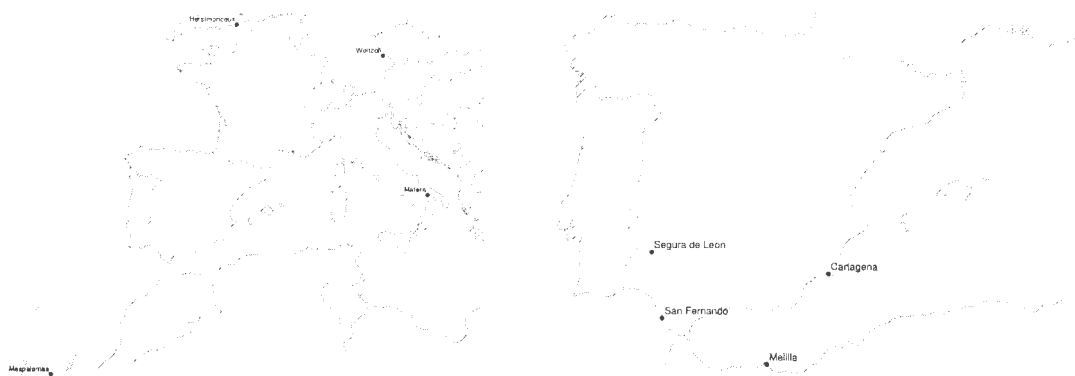 Herstmonceux
Wettzell
Matera
Maspalomas
Segura de Leon
Cartagena
San Fernando
Melilla